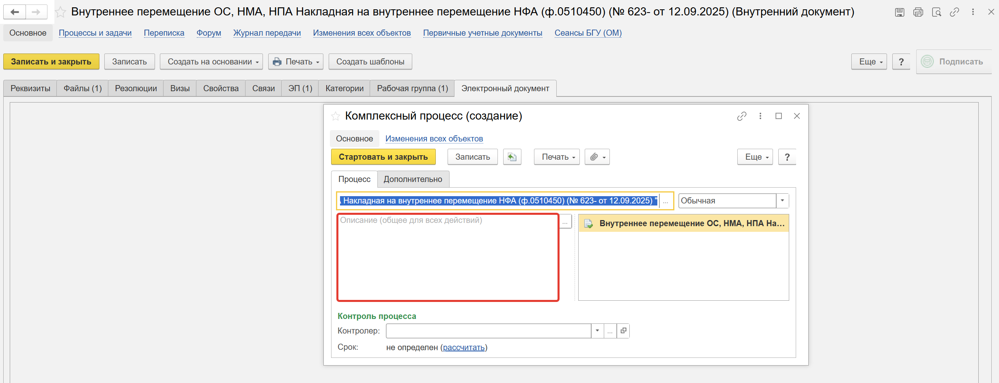 Внутреннее перемещение ОС, НМА, НПА Накладная на внутреннее перемещение НФА (ф.0510450) (№ 623- от 12.09.2025) (Внутренний документ)
Основное Процессы и задачи Переписка Форум Журнал передачи Изменения всех объектов Первичные учетные документы Сеансы БГУ (ОМ)
Записать и закрыть Записать Создать на основании Печать Создать шаблоны Еще ? Подписать
Реквизиты Файлы (1) Резолюции Визы Свойства Связи ЭП (1) Категории Рабочая группа (1) Электронный документ
Комплексный процесс (создание)
Основное Изменения всех объектов
Стартовать и закрыть Записать Печать Еще ?
Процесс Дополнительно
Накладная на внутреннее перемещение НФА (ф.0510450) (№ 623- от 12.09.2025) " ... Обычная
Описание (общее для всех действий) ... Внутреннее перемещение ОС, НМА, НПА На...
Контроль процесса
Контролер: ...
Срок: не определен (рассчитать)